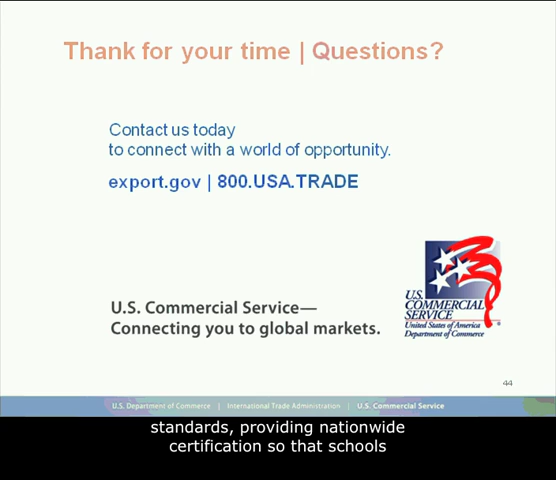 Thank for your time | Questions?
Contact us today
to connect with a world of opportunity.
export.gov | 800.USA.TRADE
U.S.
COMMERCIAL
SERVICE
United States of America
Department of Commerce
U.S. Commercial Service—
Connecting you to global markets.
44
U.S. Department of Commerce | International Trade Administration | U.S. Commercial Service
standards, providing nationwide
certification so that schools